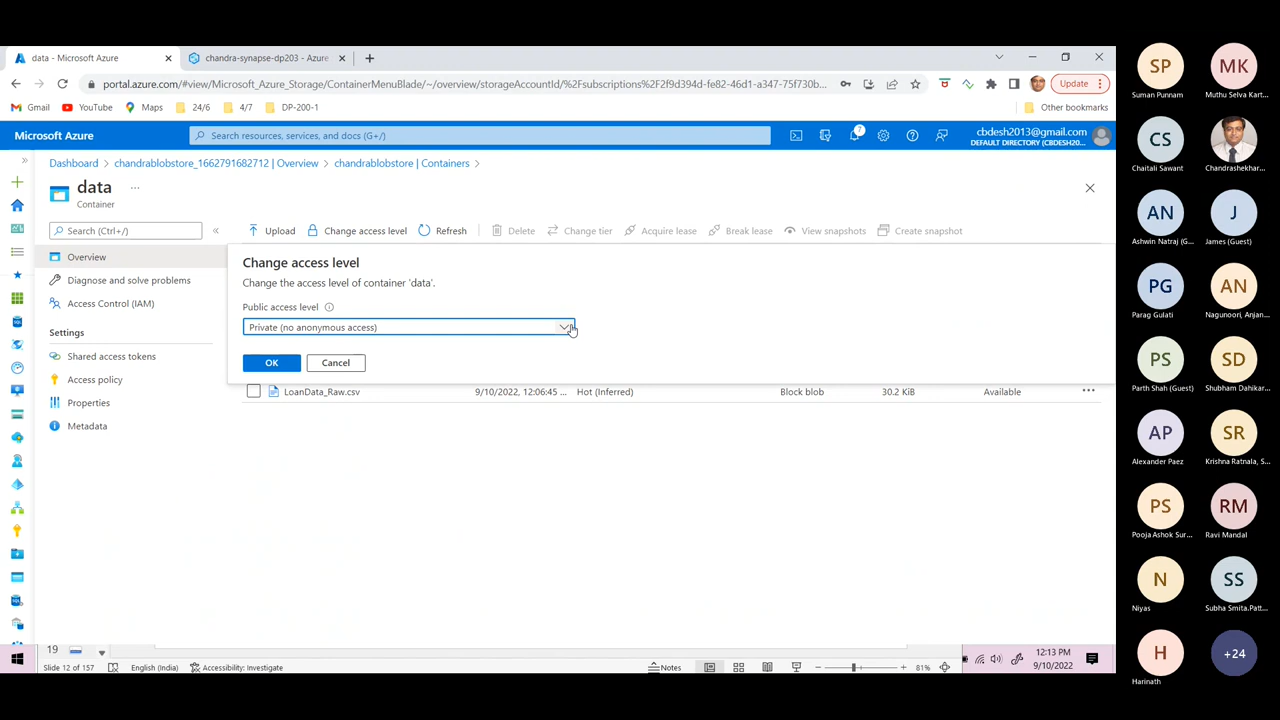 data - Microsoft Azure
chandra-synapse-dp203 - Azure
portal.azure.com/#view/Microsoft_Azure_Storage/ContainerMenuBlade/~/overview/storageAccountId/%2Fsubscriptions%2F2f9d394d-fe82-46d1-a347-75f730b...
Update
Gmail
YouTube
Maps
24/6
4/7
DP-200-1
Other bookmarks
Microsoft Azure
Search resources, services, and docs (G+/)
7
cbdesh2013@gmail.com
DEFAULT DIRECTORY (CBDESH20...
Dashboard > chandrablobstore_1662791682712 | Overview > chandrablobstore | Containers >
data ...
Container
Search (Ctrl+/)
«
Upload
Change access level
Refresh
Delete
Change tier
Acquire lease
Break lease
View snapshots
Create snapshot
Overview
Diagnose and solve problems
Access Control (IAM)
Settings
Shared access tokens
Access policy
Properties
Metadata
Change access level
Change the access level of container 'data'.
Public access level
Private (no anonymous access)
OK
Cancel
LoanData_Raw.csv 9/10/2022, 12:06:45 ... Hot (Inferred) Block blob 30.2 KiB Available ...
19
Slide 12 of 157
English (India)
Accessibility: Investigate
Notes
81%
12:13 PM
9/10/2022
SP
Suman Punnam
MK
Muthu Selva Kart...
CS
Chaitali Sawant
Chandrashekhar...
AN
Ashwin Natraj (G...
J
James (Guest)
PG
Parag Gulati
AN
Nagunoori, Anjan...
PS
Parth Shah (Guest)
SD
Shubham Dahikar...
AP
Alexander Paez
SR
Krishna Ratnala, S...
PS
Pooja Ashok Sur...
RM
Ravi Mandal
N
Niyas
SS
Subha Smita.Patt...
H
Harinath
+24